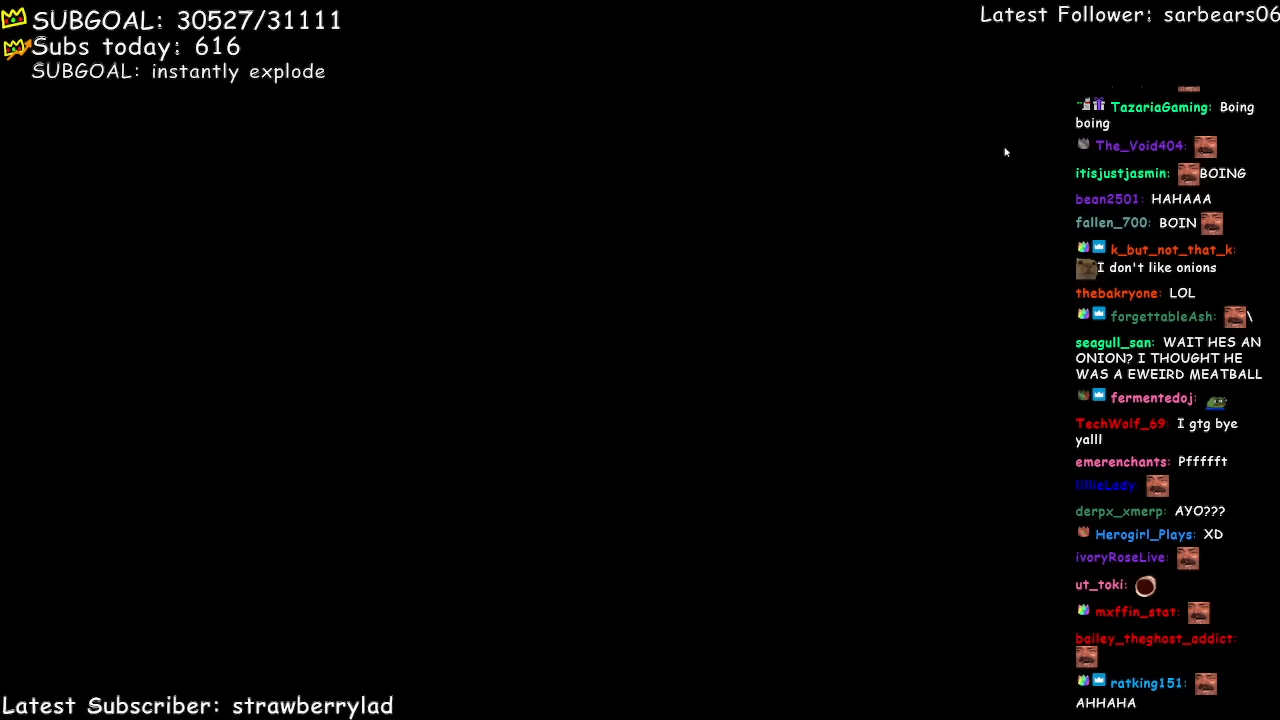 SUBGOAL: 30527/31111
Subs today: 616
SUBGOAL: instantly explode
Latest Follower: sarbears06
TazariaGaming: Boing
boing
The_Void404:
itisjustjasmin: BOING
bean2501: HAHAAA
fallen_700: BOIN
k_but_not_that_k:
I don't like onions
thebakryone: LOL
forgettableAsh: \
seagull_san: WAIT HES AN
ONION? I THOUGHT HE
WAS A EWEIRD MEATBALL
fermentedoj:
TechWolf_69: I gtg bye
yalll
emerenchants: Pffffft
lillieLady:
derpx_xmerp: AYO???
Herogirl_Plays: XD
ivoryRoseLive:
ut_toki:
mxffin_stat:
bailey_theghost_addict:
ratking151:
AHHAHA
Latest Subscriber: strawberrylad